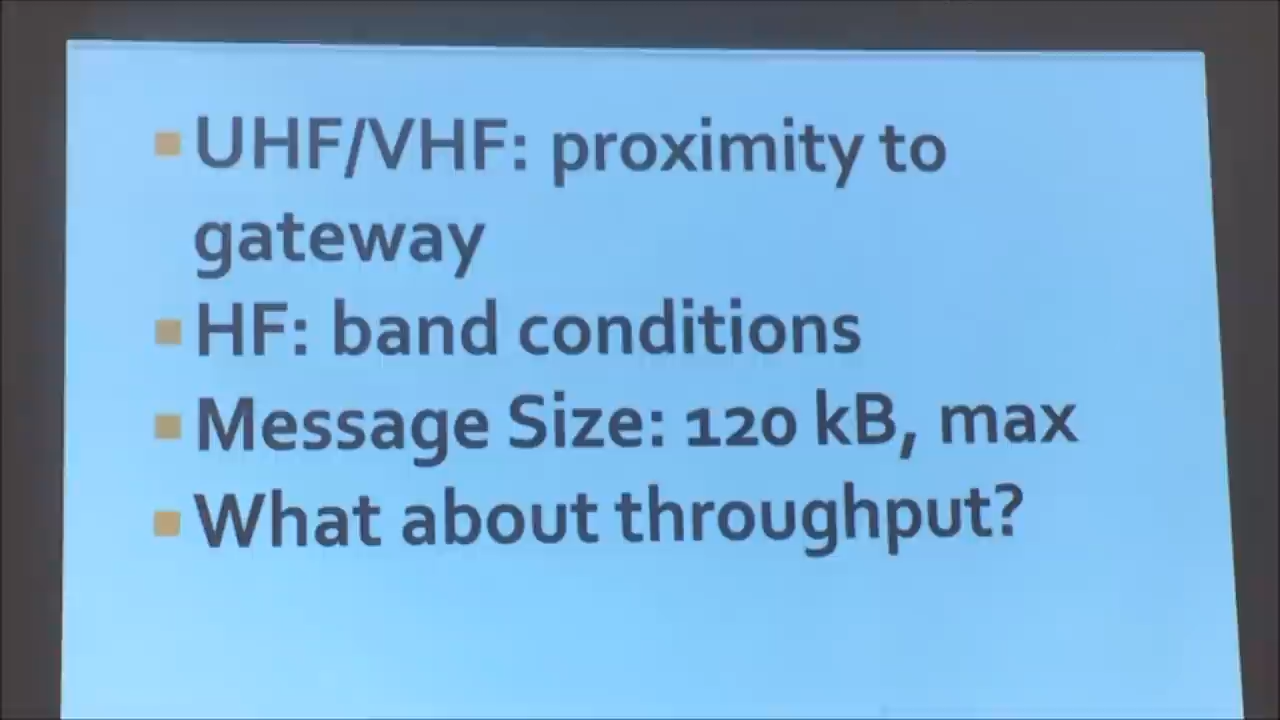 UHF/VHF: proximity to
gateway
HF: band conditions
Message Size: 120 kB, max
What about throughput?